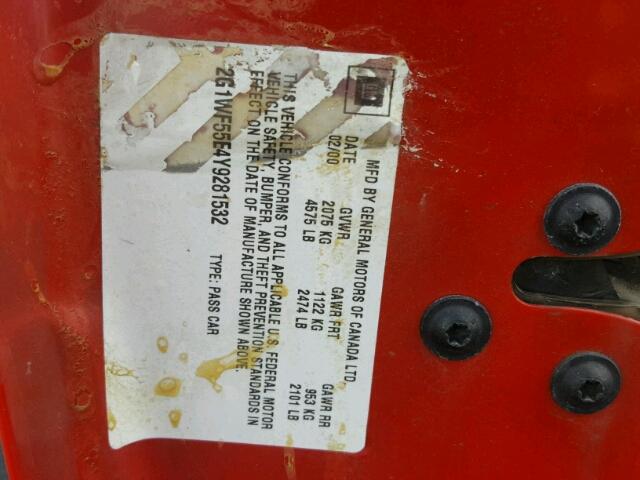 MFD BY GENERAL MOTORS OF CANADA LTD
DATE GVWR GAWR FRT GAWR RR
02/00 2075 KG 1122 KG 953 KG
4575 LB 2474 LB 2101 LB
THIS VEHICLE CONFORMS TO ALL APPLICABLE U.S. FEDERAL MOTOR
VEHICLE SAFETY, BUMPER, AND THEFT PREVENTION STANDARDS IN
EFFECT ON THE DATE OF MANUFACTURE SHOWN ABOVE.
2G1WF55E4Y9281532 TYPE: PASS CAR